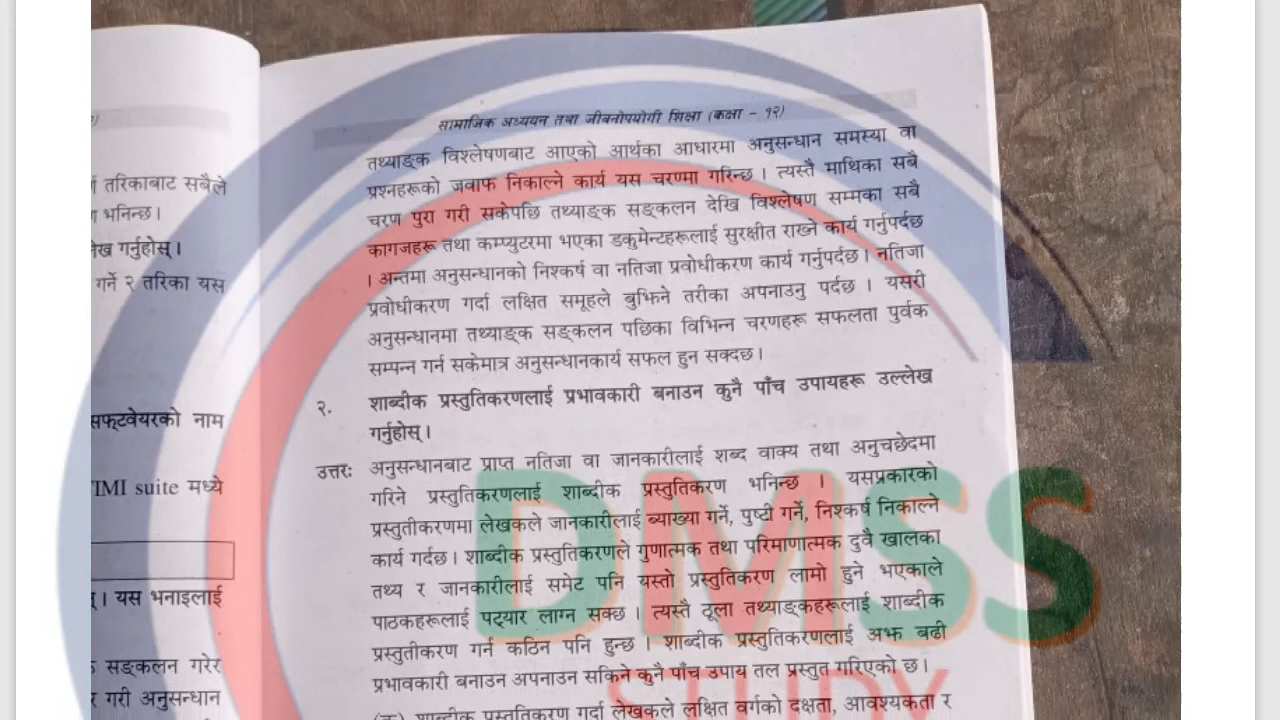 तरिकाबाट सबैले
भनिन्छ।
गर्नुहोस्।
गर्ने २ तरिका यस
सफ्टवेयरको नाम
suite मध्ये
यस भनाइलाई
सङ्कलन गरेर
गरी अनुसन्धान
सामाजिक अध्ययन तथा जीवनोपयोगी शिक्षा (कक्षा - १२)
तथ्याङ्क विश्लेषणबाट आएको आर्थका आधारमा अनुसन्धान समस्या वा
प्रश्नहरूको जवाफ निकाल्ने कार्य यस चरणमा गरिन्छ। त्यस्तै माथिका सबै
चरण पुरा गरी सकेपछि तथ्याङ्क सङ्कलन देखि विश्लेषण सम्मका सबै
कागजहरू तथा कम्प्युटरमा भएका डकुमेन्टहरूलाई सुरक्षीत राख्ने कार्य गर्नुपर्दछ
। अन्तमा अनुसन्धानको निश्कर्ष वा नतिजा प्रवोधीकरण कार्य गर्नुपर्दछ। नतिजा
प्रवोधीकरण गर्दा लक्षित समूहले बुझिने तरीका अपनाउनु पर्दछ । यसरी
अनुसन्धानमा तथ्याङ्क सङ्कलन पछिका विभिन्न चरणहरू सफलता पुर्वक
सम्पन्न गर्न सकेमात्र अनुसन्धानकार्य सफल हुन सक्दछ।
२. शाब्दीक प्रस्तुतिकरणलाई प्रभावकारी बनाउन कुनै पाँच उपायहरू उल्लेख
गर्नुहोस्।
उत्तरः अनुसन्धानबाट प्राप्त नतिजा वा जानकारीलाई शब्द वाक्य तथा अनुचछेदमा
गरिने प्रस्तुतिकरणलाई शाब्दीक प्रस्तुतिकरण भनिन्छ । यसप्रकारको
प्रस्तुतीकरणमा लेखकले जानकारीलाई ब्याख्या गर्ने, पुष्टी गर्ने, निश्कर्ष निकाल्ने
कार्य गर्दछ। शाब्दीक प्रस्तुतिकरणले गुणात्मक तथा परिमाणात्मक दुवै खालका
तथ्य र जानकारीलाई समेट पनि यस्तो प्रस्तुतिकरण लामो हुने भएकाले
पाठकहरूलाई पट्यार लाग्न सक्छ । त्यस्तै ठूला तथ्याङ्कहरूलाई शाब्दीक
प्रस्तुतीकरण गर्न कठिन पनि हुन्छ । शाब्दीक प्रस्तुतिकरणलाई अझ बढी
प्रभावकारी बनाउन अपनाउन सकिने कुनै पाँच उपाय तल प्रस्तुत गरिएको छ।
(क) शाब्दीक प्रस्तुतिकरण गर्दा लेखकले लक्षित वर्गको दक्षता, आवश्यकता र
DMSS
STUDY